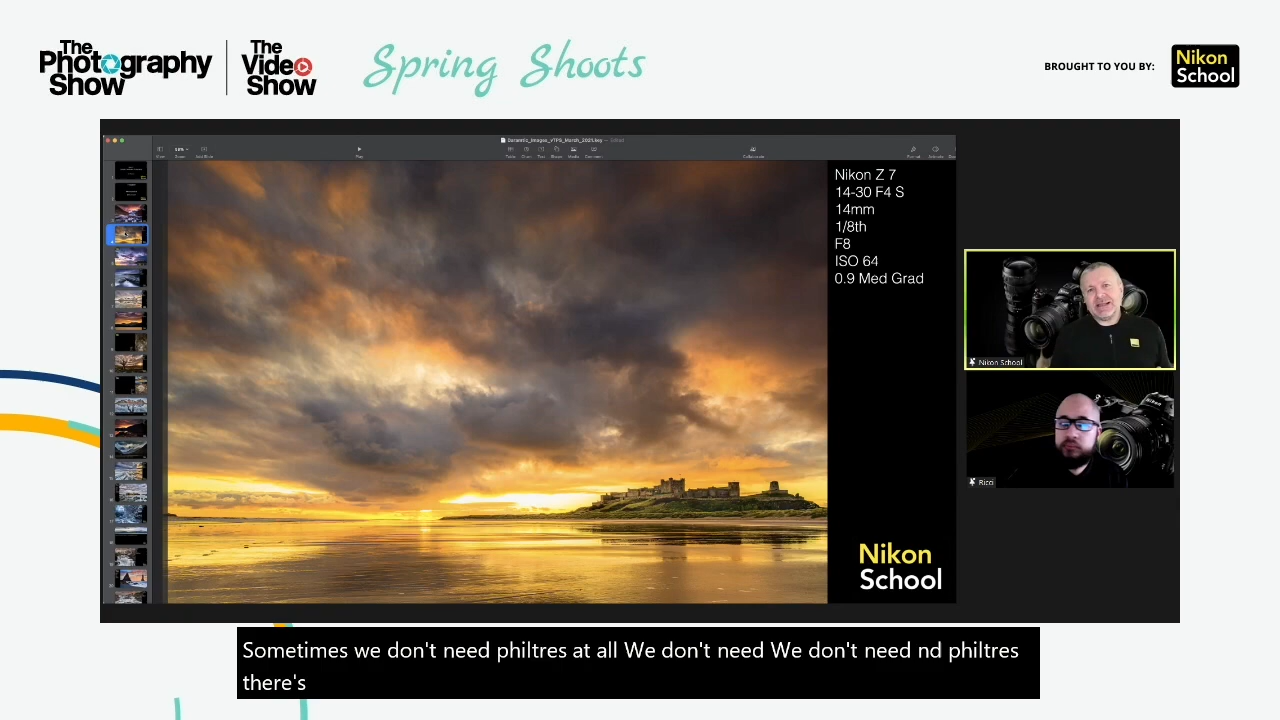 The
Photography
Show
The
Video
Show
Spring Shoots
BROUGHT TO YOU BY:
Nikon
School
Nikon Z 7
14-30 F4 S
14mm
1/8th
F8
ISO 64
0.9 Med Grad
Nikon
School
Nikon School
Ricci
Sometimes we don't need philtres at all We don't need We don't need nd philtres
there's